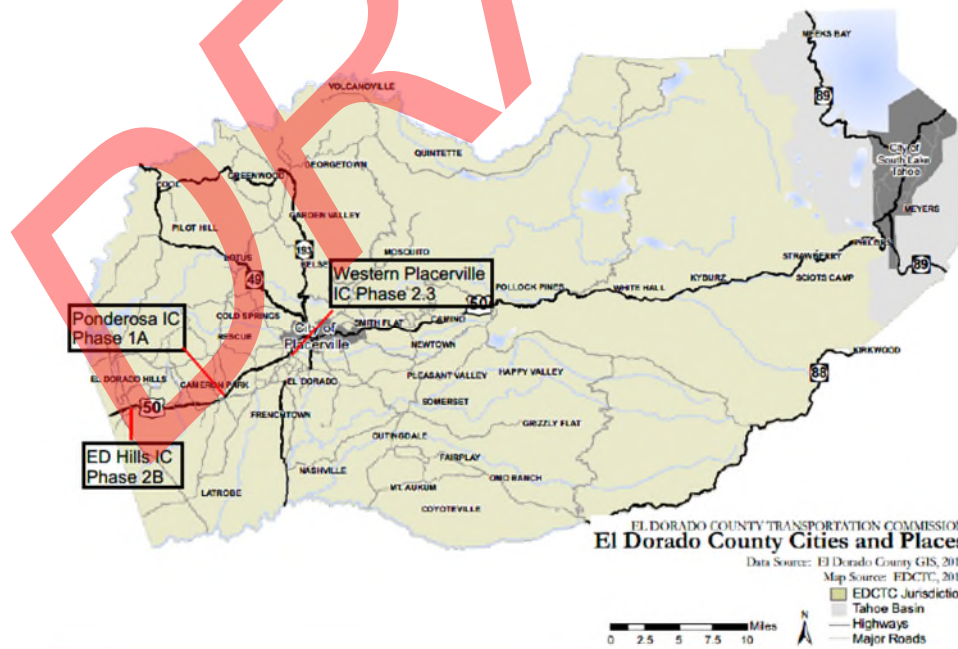 DRA
MEEKS BAY
VOLCANOVILLE
89
QUINTETTE
GEORGETOWN
City of
South Lake
Tahoe
GREENWOOD
COOL
MEYERS
GARDEN VALLEY
PILOT HILL
193
MOSQUITO
LOTUS
KELSE
STRAWBERRY
89
49
Western Placerville
IC Phase 2.3
KYBURZ
SCIOTS CAMP
POLLOCK PINES
WHITE HALL
50
Ponderosa IC
Phase 1A
COLD SPRINGS
SMITH FLAT
CAMINO
City of
Placerville
RESCUE
NEWTOWN
KIRKWOOD
EL DORADO HILLS
CAMERON PARK
EL DORADO
PLEASANT VALLEY
HAPPY VALLEY
88
50
SOMERSET
FRENCHTOWN
GRIZZLY FLAT
OUTINGDALE
ED Hills IC
Phase 2B
FAIRPLAY
NASHVILLE
OMO RANCH
LATROBE
MT. AUKUM
COYOTEVILLE
EL DORADO COUNTY TRANSPORTATION COMMISSION
El Dorado County Cities and Places
Data Source: El Dorado County GIS, 201
Map Source: EDCTC, 201
EDCTC Jurisdictio
Tahoe Basin
Highways
Major Roads
N
Miles
0 2.5 5 7.5 10